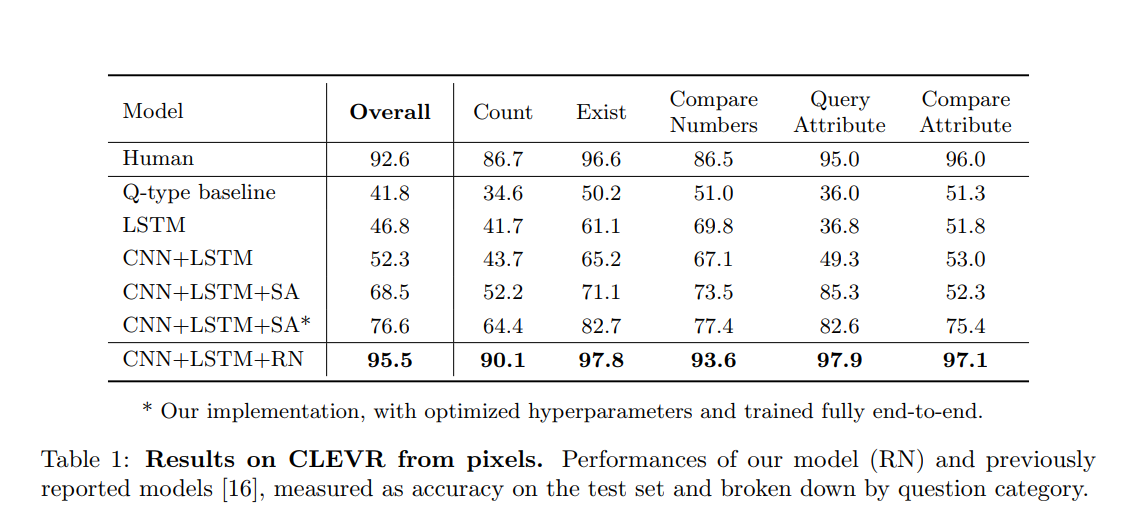 Model Overall Count Exist Compare Numbers Query Attribute Compare Attribute
Human 92.6 86.7 96.6 86.5 95.0 96.0
Q-type baseline 41.8 34.6 50.2 51.0 36.0 51.3
LSTM 46.8 41.7 61.1 69.8 36.8 51.8
CNN+LSTM 52.3 43.7 65.2 67.1 49.3 53.0
CNN+LSTM+SA 68.5 52.2 71.1 73.5 85.3 52.3
CNN+LSTM+SA* 76.6 64.4 82.7 77.4 82.6 75.4
CNN+LSTM+RN 95.5 90.1 97.8 93.6 97.9 97.1
* Our implementation, with optimized hyperparameters and trained fully end-to-end.
Table 1: Results on CLEVR from pixels. Performances of our model (RN) and previously
reported models [16], measured as accuracy on the test set and broken down by question category.